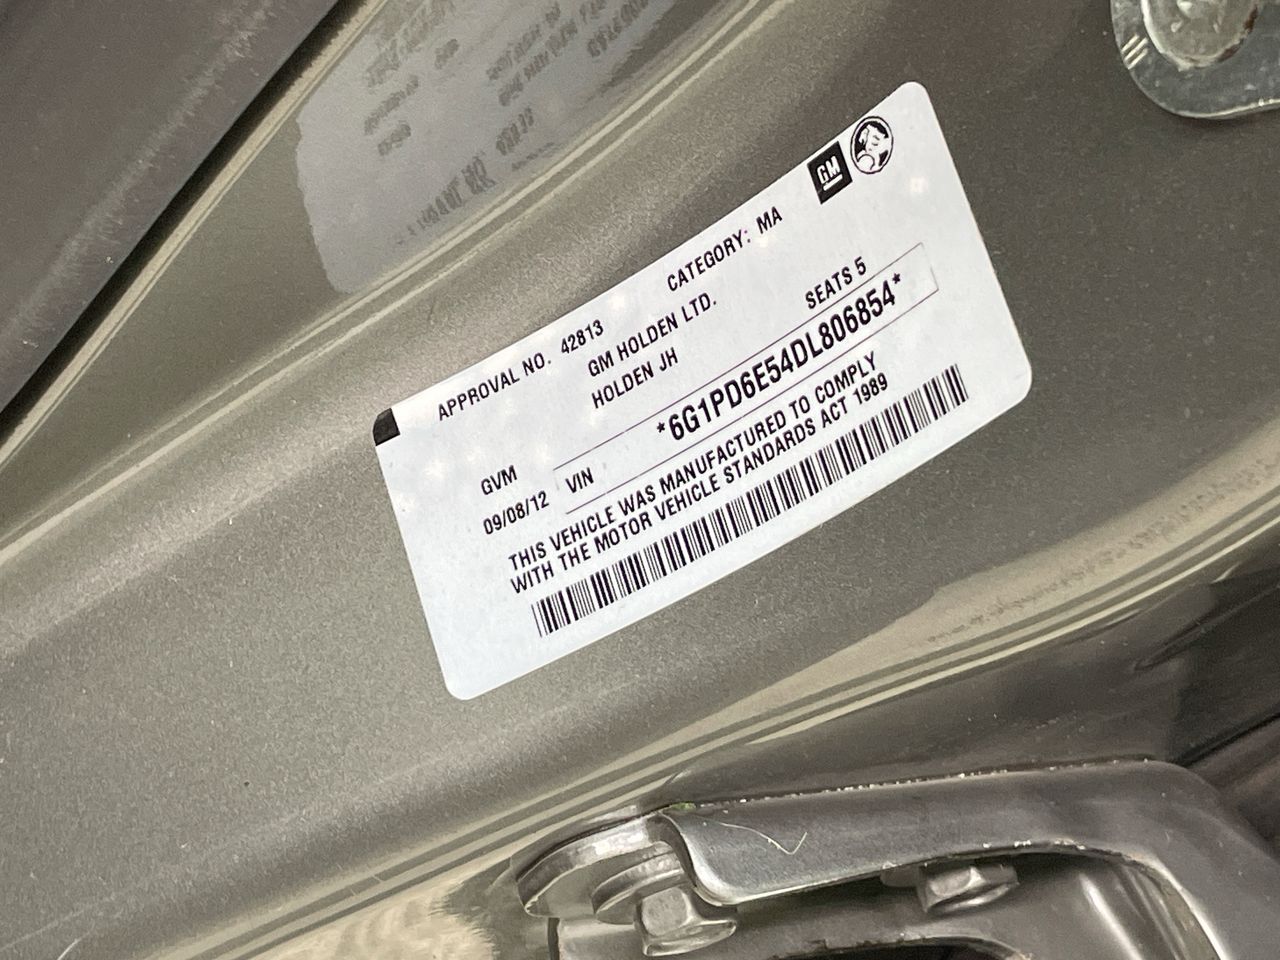 GM
APPROVAL NO. 42813 CATEGORY: MA
GM HOLDEN LTD.
HOLDEN JH SEATS 5
GVM
09/08/12 VIN *6G1PD6E54DL806854*
THIS VEHICLE WAS MANUFACTURED TO COMPLY
WITH THE MOTOR VEHICLE STANDARDS ACT 1989